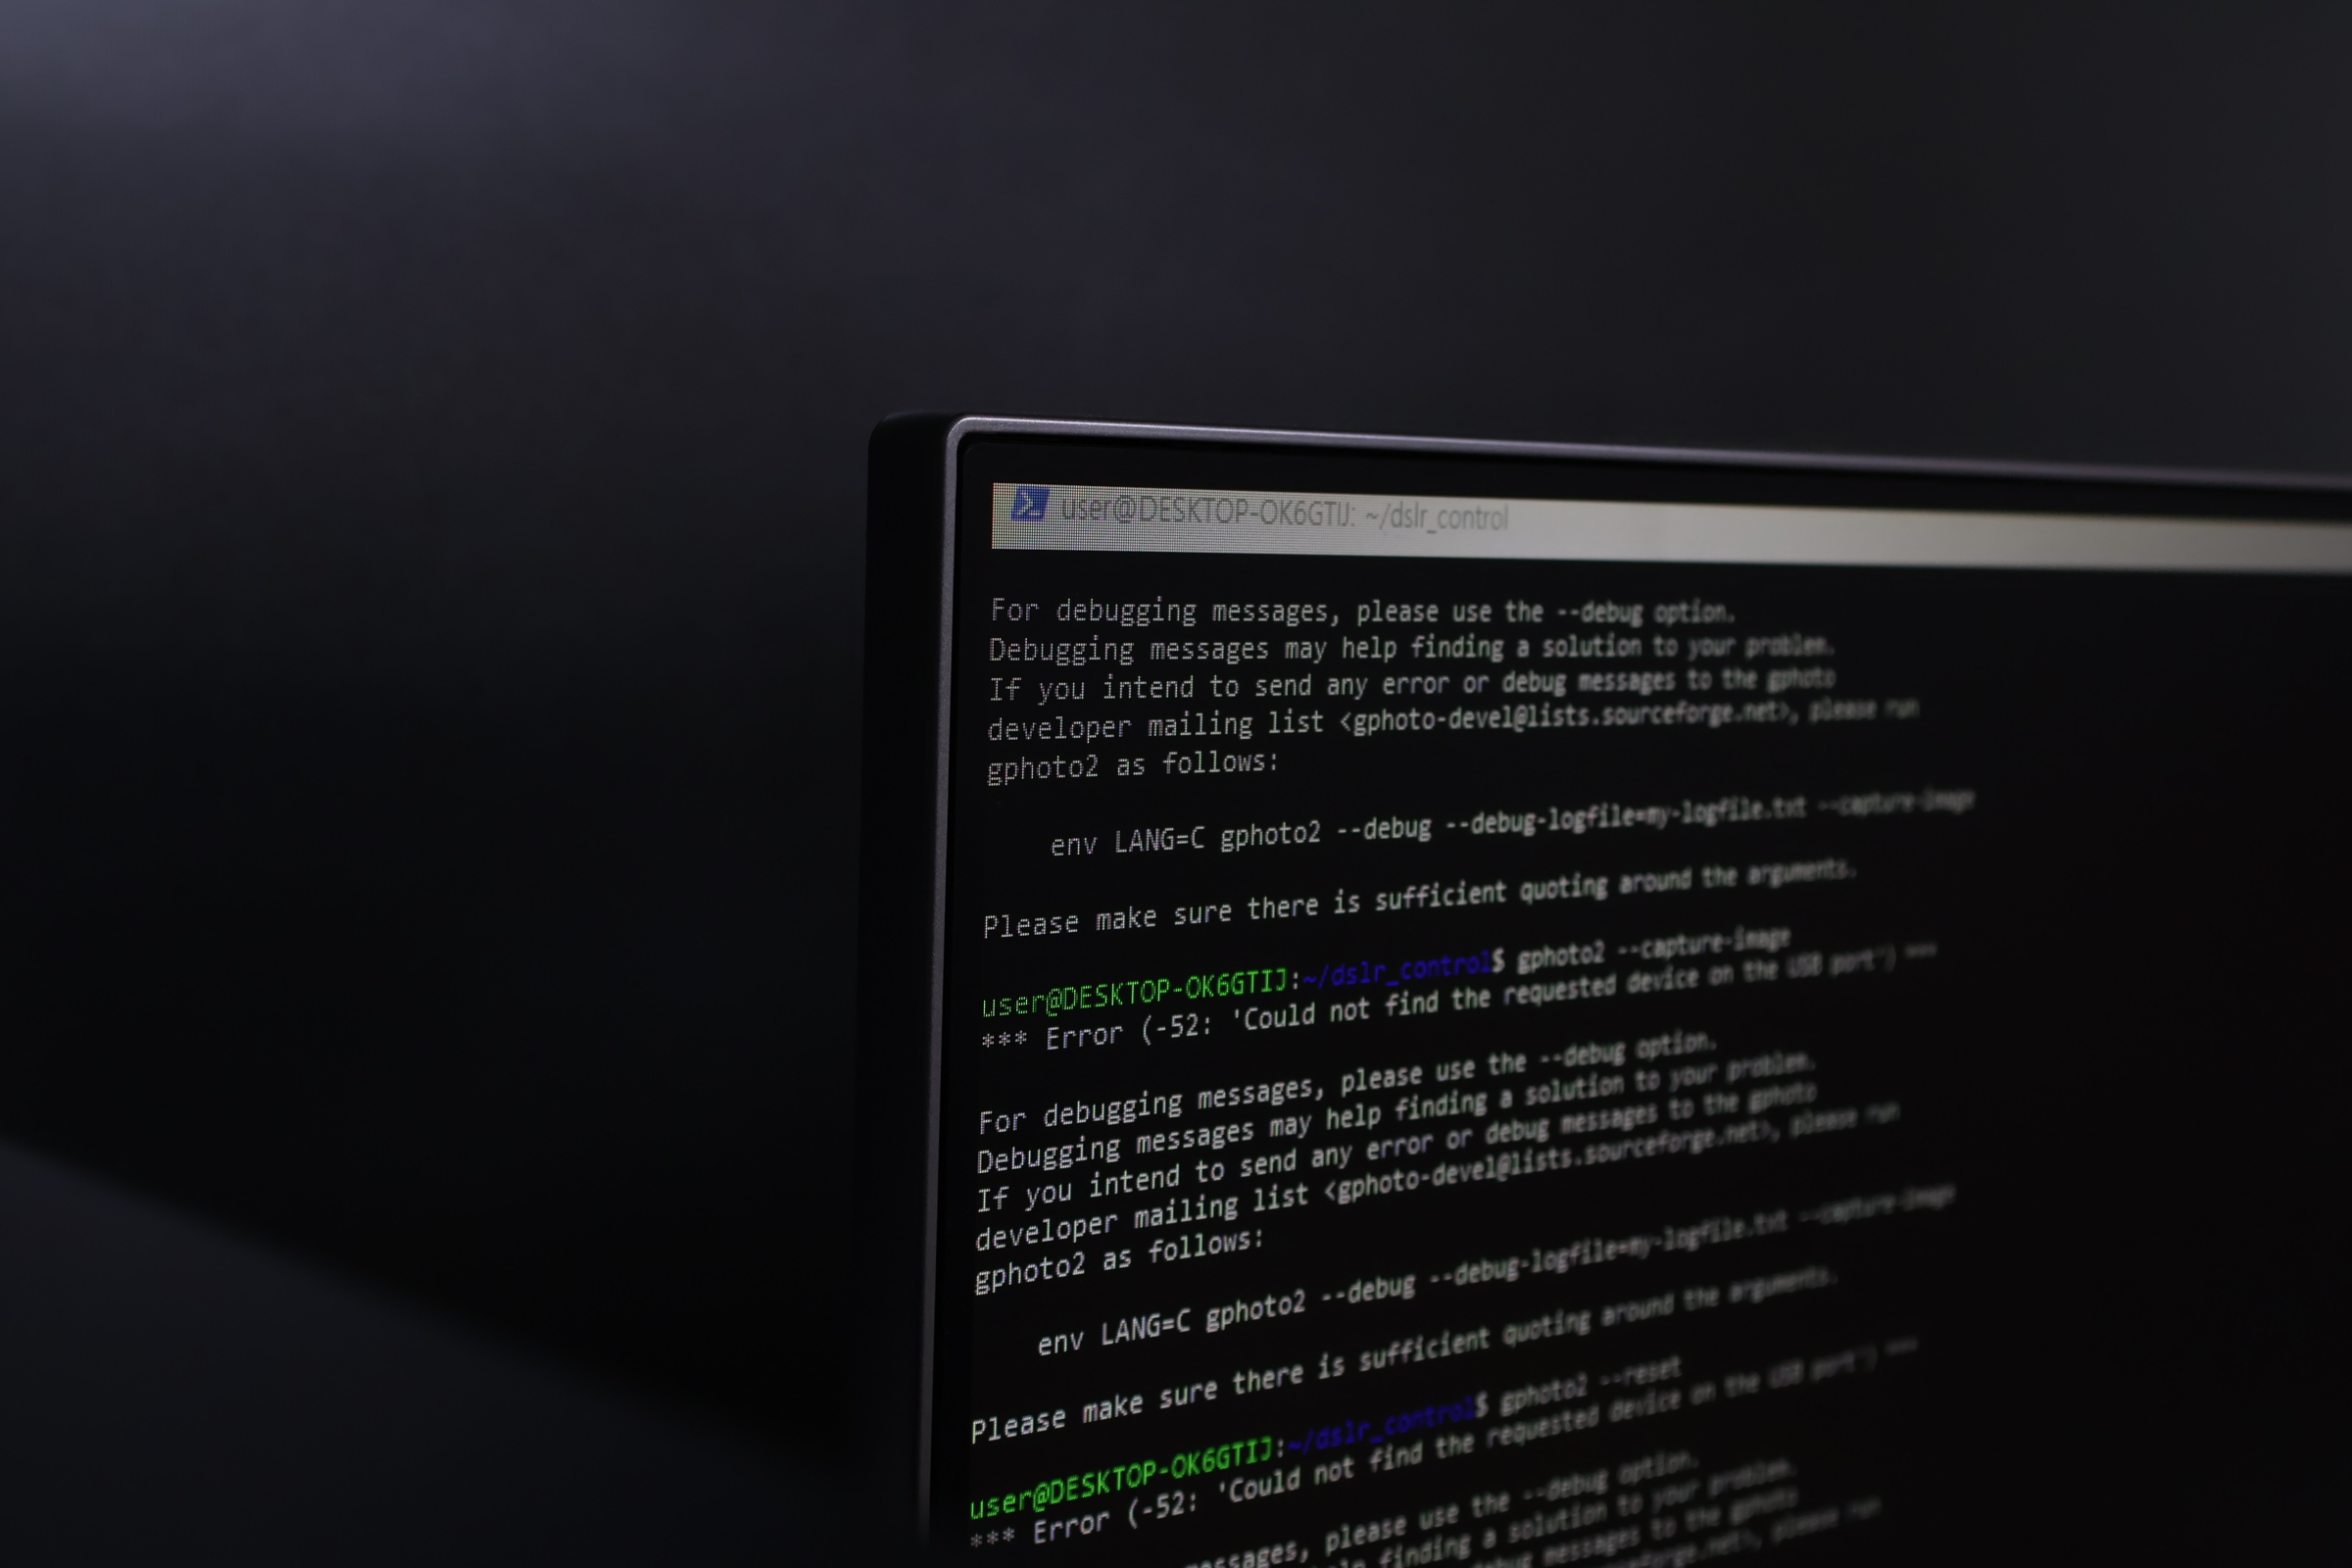 user@DESKTOP-OK6GTIJ: ~/dslr_control
For debugging messages, please use the --debug option.
Debugging messages may help finding a solution to your problem.
If you intend to send any error or debug messages to the gphoto
developer mailing list <gphoto-devel@lists.sourceforge.net>, please run
gphoto2 as follows:
env LANG=C gphoto2 --debug --debug-logfile=my-logfile.txt --capture-image
Please make sure there is sufficient quoting around the arguments.
user@DESKTOP-OK6GTIJ:~/dslr_control$ gphoto2 --capture-image
*** Error (-52: 'Could not find the requested device on the USB port') ***
For debugging messages, please use the --debug option.
Debugging messages may help finding a solution to your problem.
If you intend to send any error or debug messages to the gphoto
developer mailing list <gphoto-devel@lists.sourceforge.net>, please run
gphoto2 as follows:
env LANG=C gphoto2 --debug --debug-logfile=my-logfile.txt --capture-image
Please make sure there is sufficient quoting around the arguments.
user@DESKTOP-OK6GTIJ:~/dslr_control$ gphoto2 --reset
*** Error (-52: 'Could not find the requested device on the USB port') ***
messages, please use the --debug option.
help finding a solution to your problem.
debug messages to the gphoto
please run